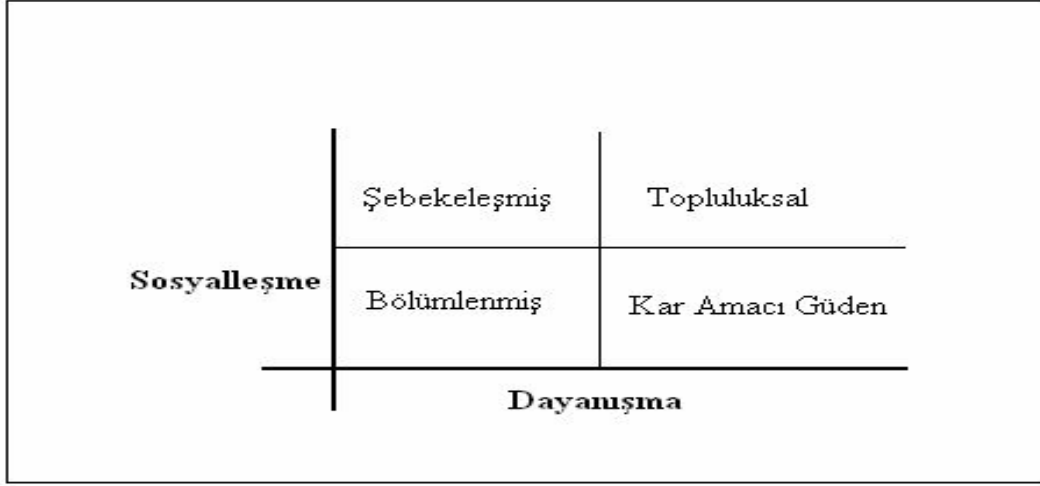 Şebekeleşmiş
Topluluksal
Sosyalleşme
Bölümlenmiş
Kar Amacı Güden
Dayanışma